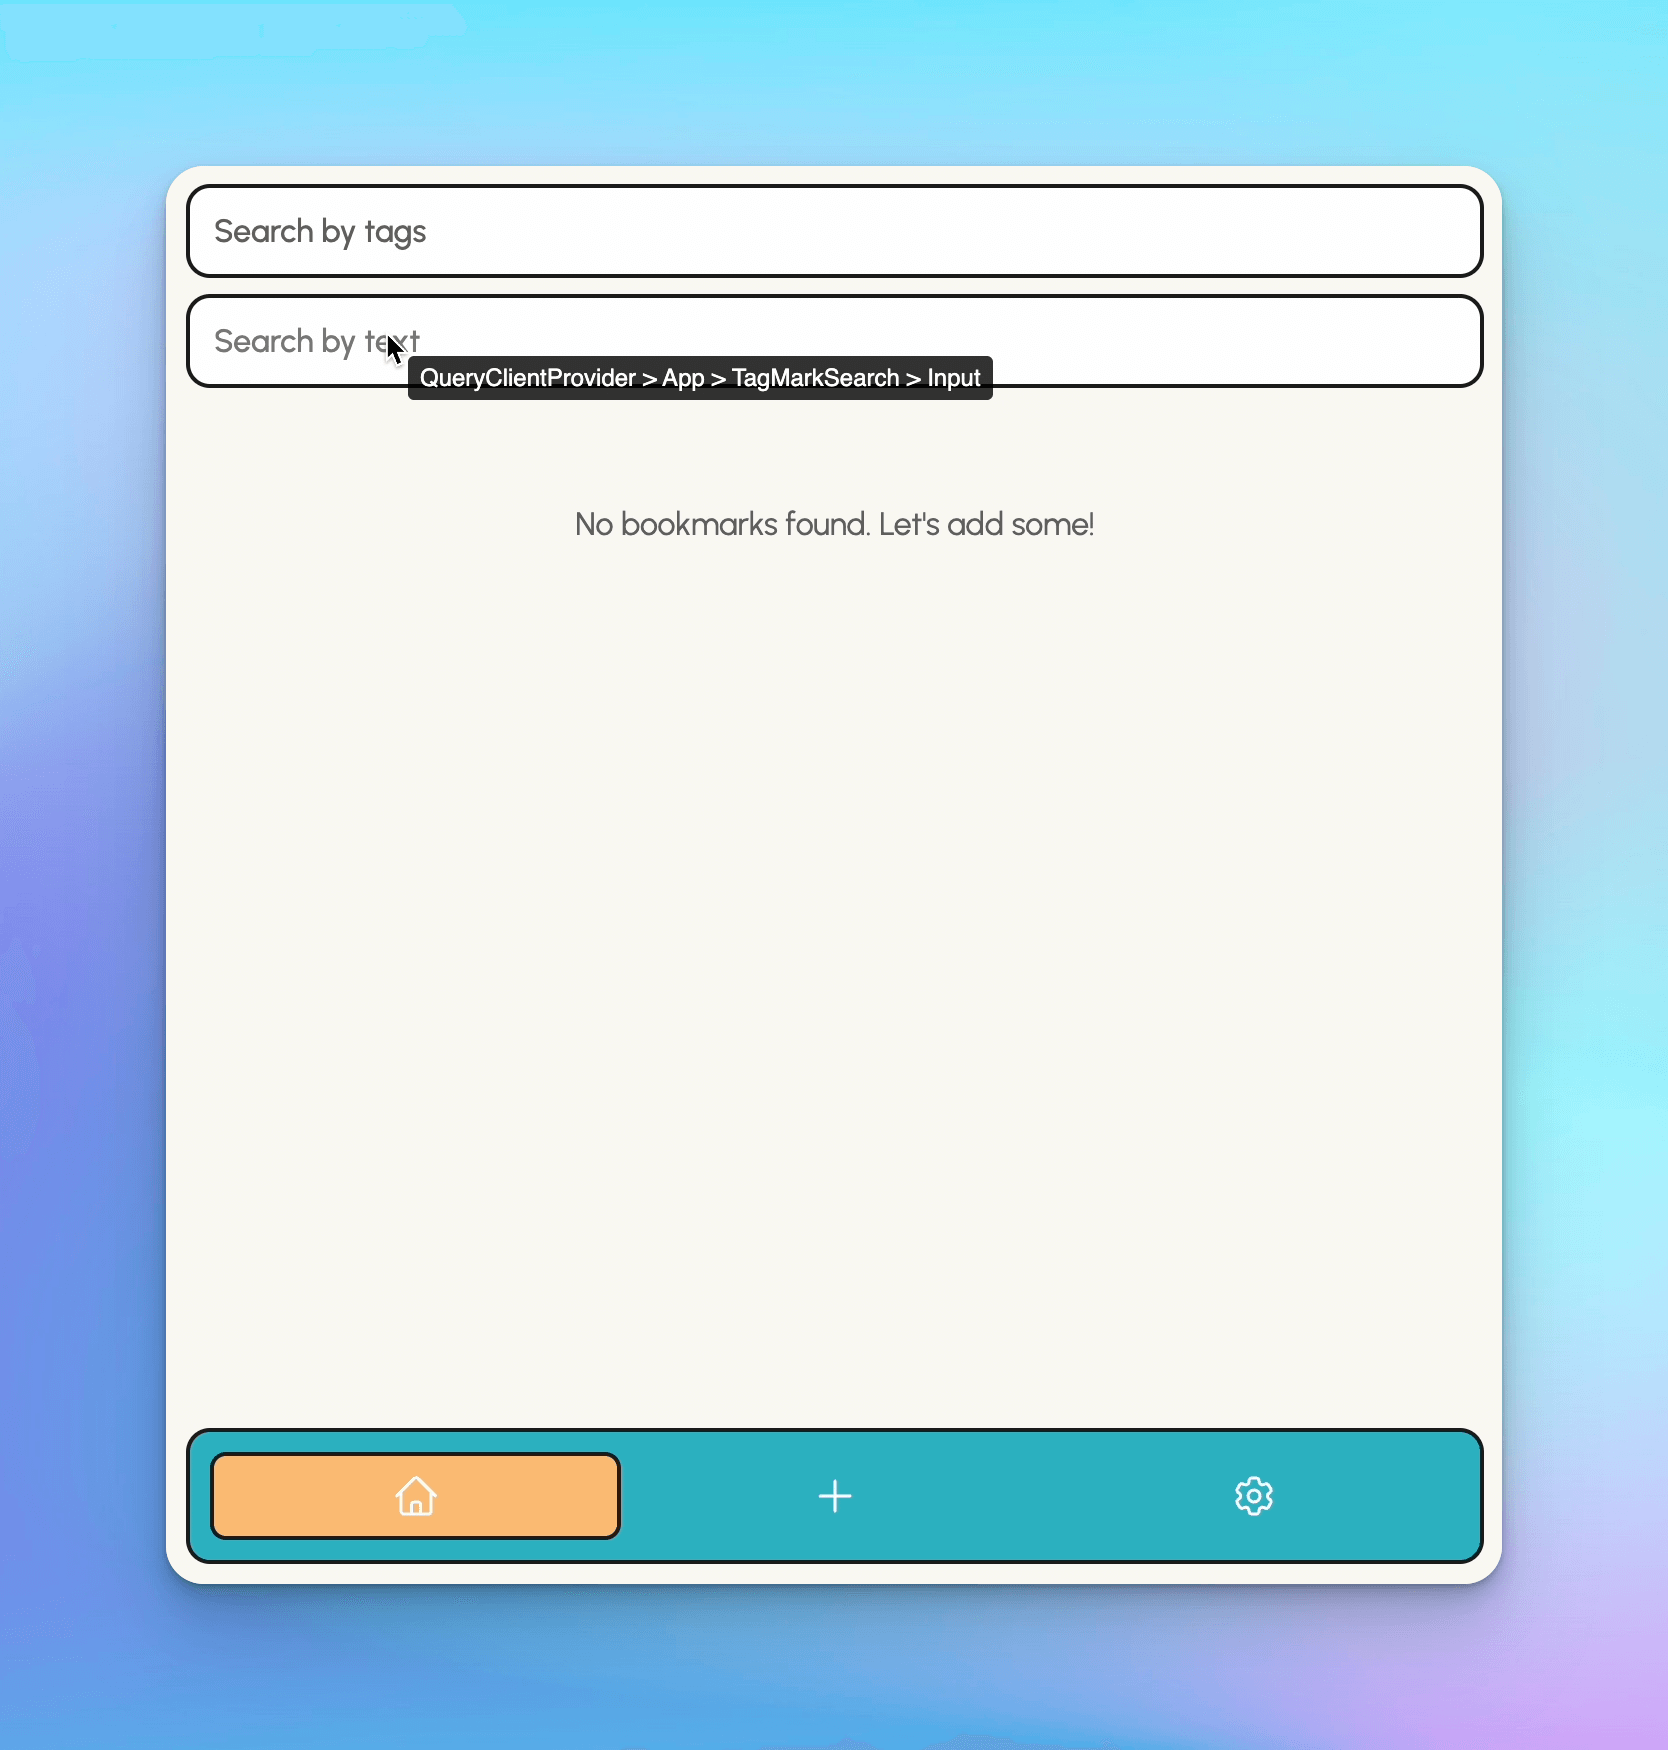 Search by tags
Search by text
QueryClientProvider > App > TagMarkSearch > Input
No bookmarks found. Let's add some!